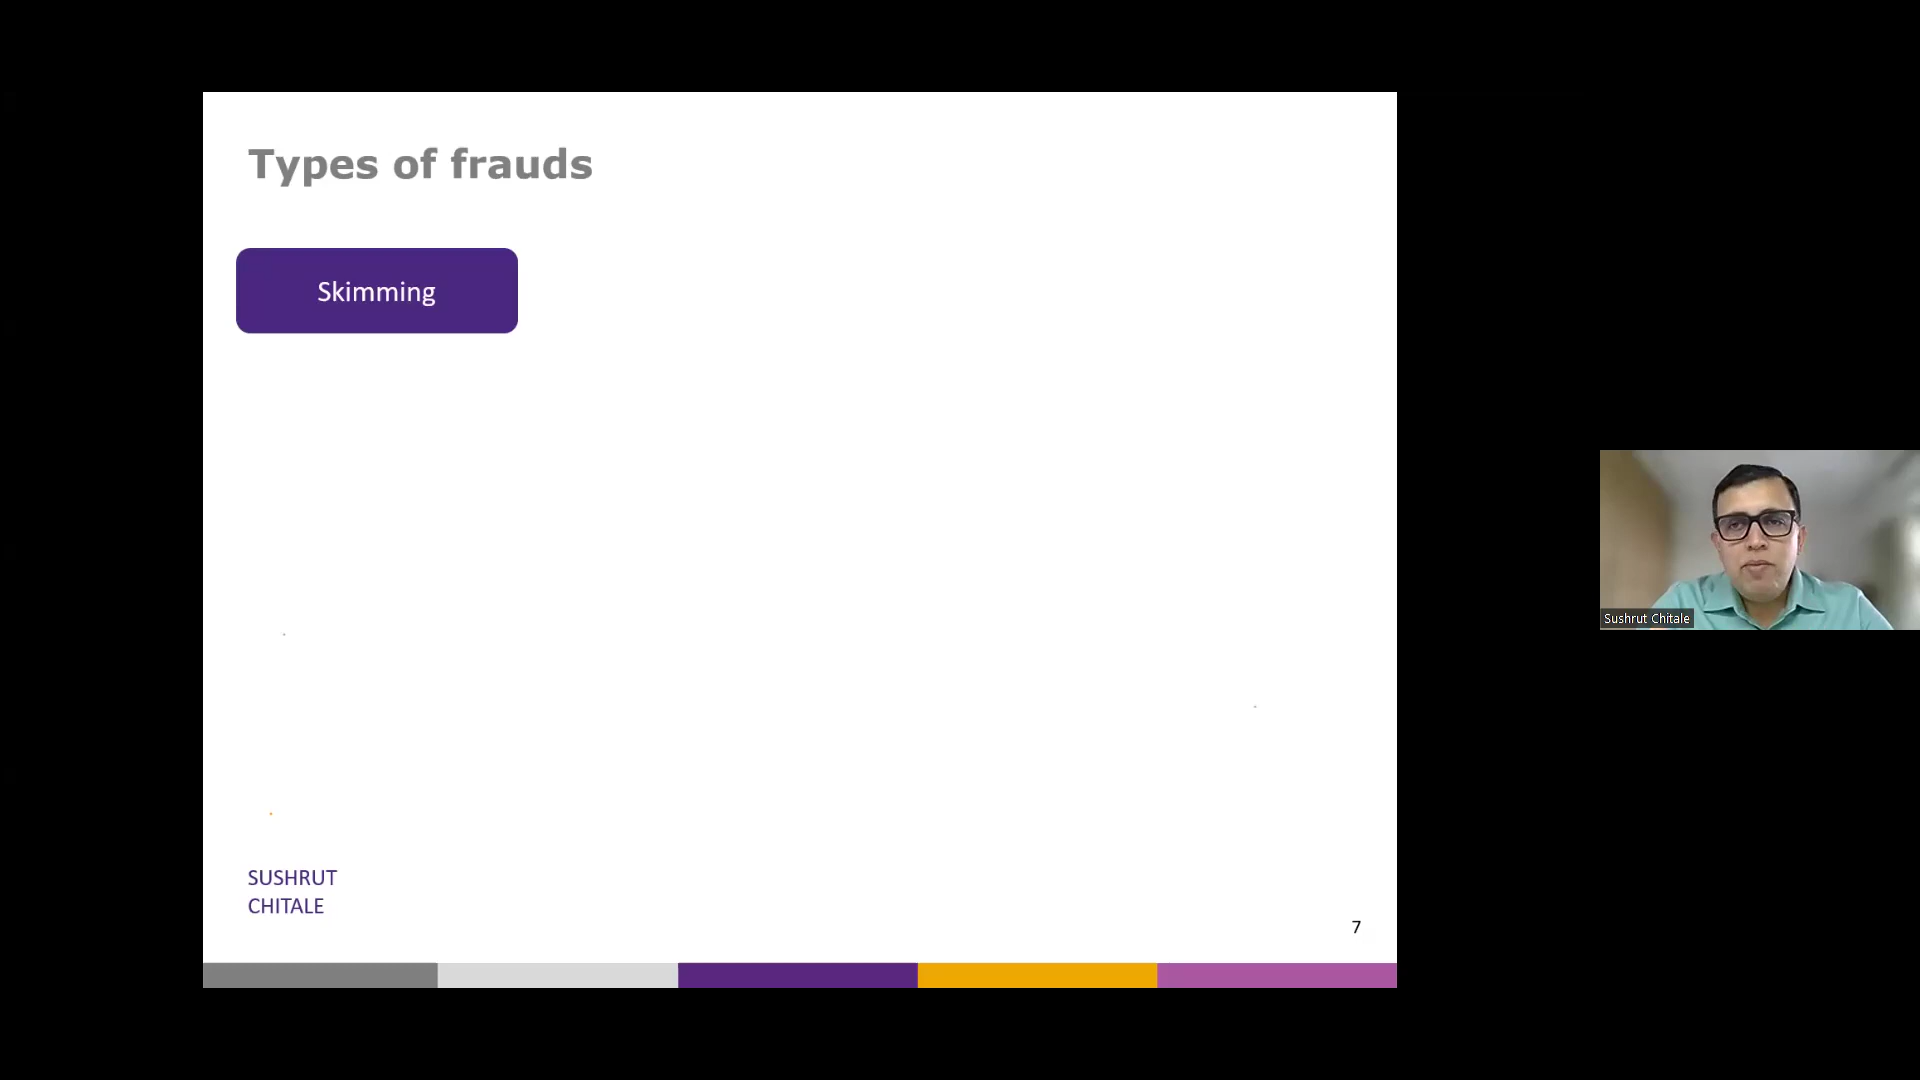 Types of frauds
Skimming
Sushrut Chitale
SUSHRUT
CHITALE
7